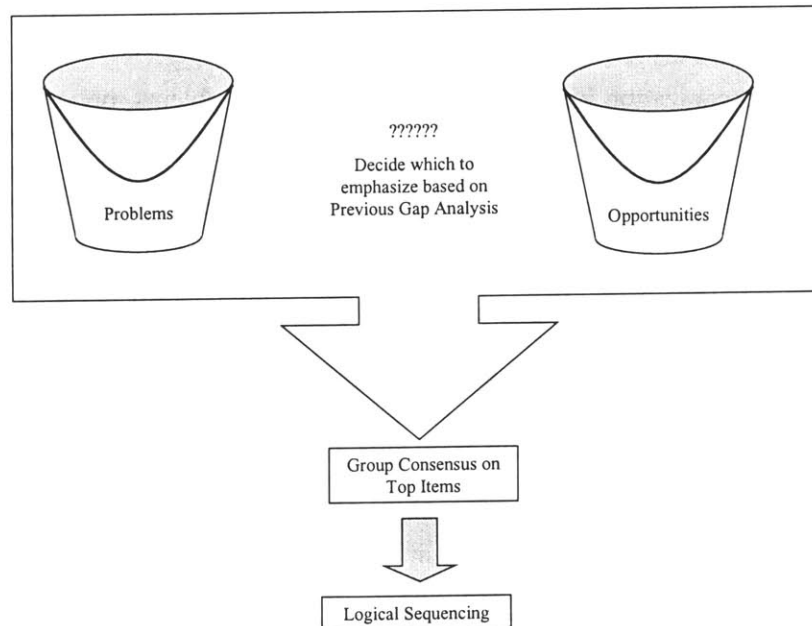 ??????
Decide which to
emphasize based on
Previous Gap Analysis
Problems
Opportunities
Group Consensus on
Top Items
Logical Sequencing